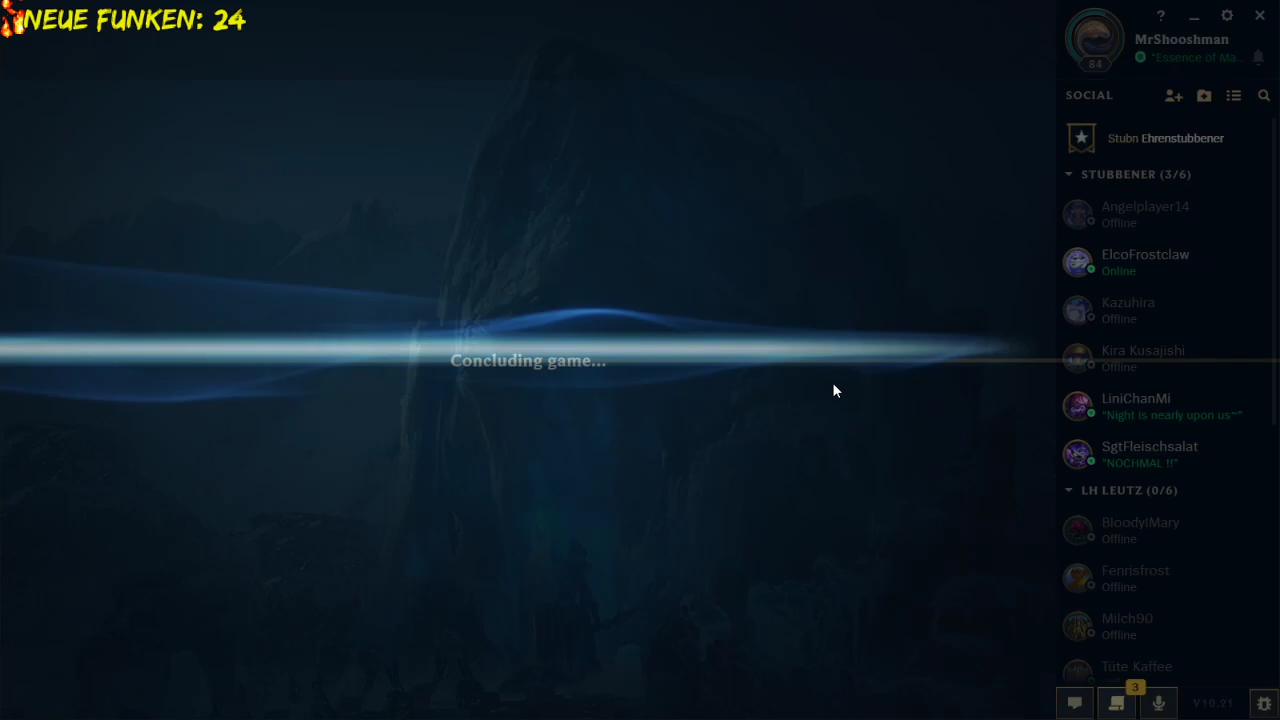 NEUE FUNKEN: 24
MrShooshman
84
"Essence of Ma...
SOCIAL
Stubn Ehrenstubbener
STUBBENER (3/6)
Angelplayer14
Offline
ElcoFrostclaw
Online
Kazuhira
Offline
Kira Kusajishi
Offline
Concluding game...
LiniChanMi
"Night is nearly upon us~"
SgtFleischsalat
"NOCHMAL !!"
LH LEUTZ (0/6)
BloodyIMary
Offline
Fenrisfrost
Offline
Milch90
Offline
Tüte Kaffee
3
V10.21